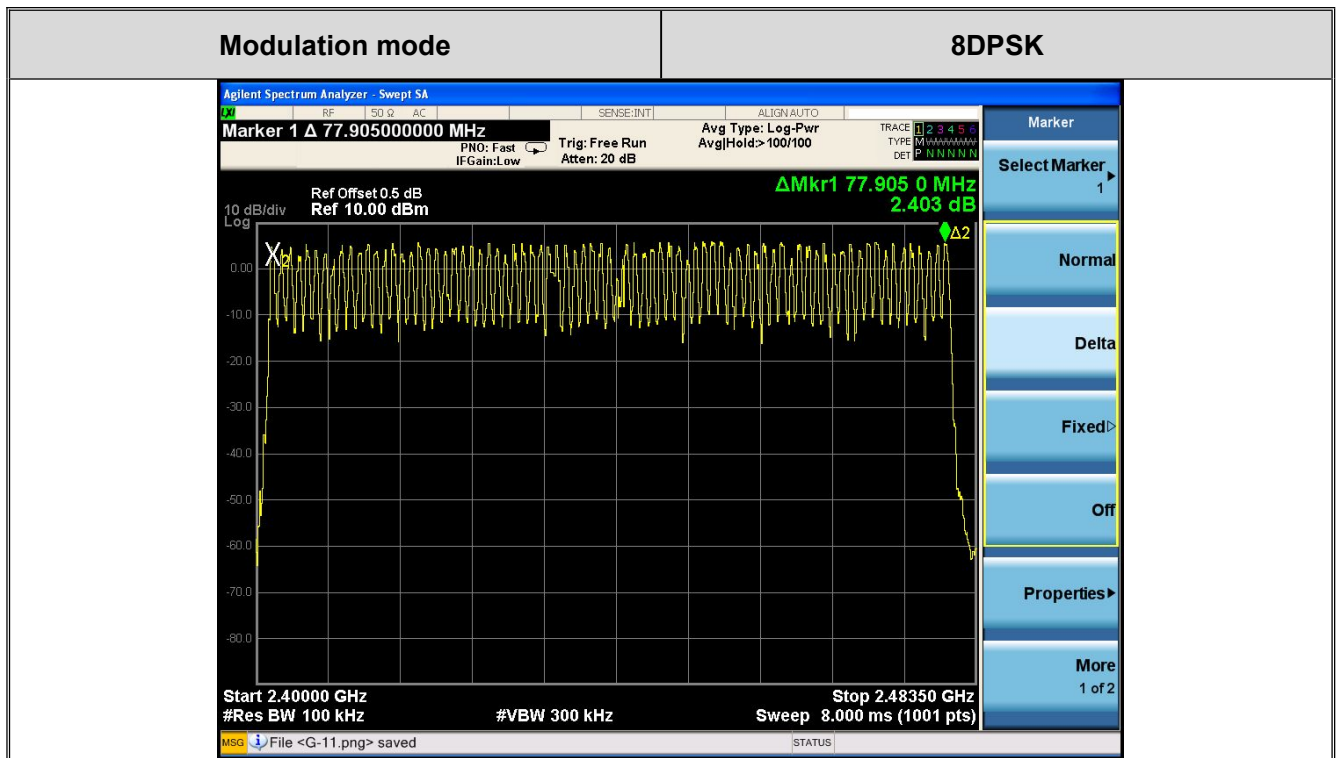 Modulation mode
8DPSK
Agilent Spectrum Analyzer - Swept SA
LXI RF 50 Ω AC SENSE:INT ALIGN AUTO
Marker 1 Δ 77.905000000 MHz
PNO: Fast
IFGain:Low
Trig: Free Run
Atten: 20 dB
Avg Type: Log-Pwr
Avg|Hold:>100/100
TRACE 1 2 3 4 5 6
TYPE M
DET P N N N N N
ΔMkr1 77.905 0 MHz
2.403 dB
Ref Offset 0.5 dB
10 dB/div Ref 10.00 dBm
Log
X2
Δ2
0.00
-10.0
-20.0
-30.0
-40.0
-50.0
-60.0
-70.0
-80.0
Start 2.40000 GHz Stop 2.48350 GHz
#Res BW 100 kHz #VBW 300 kHz Sweep 8.000 ms (1001 pts)
MSG File <G-11.png> saved STATUS
Marker
Select Marker
1
Normal
Delta
Fixed
Off
Properties
More
1 of 2